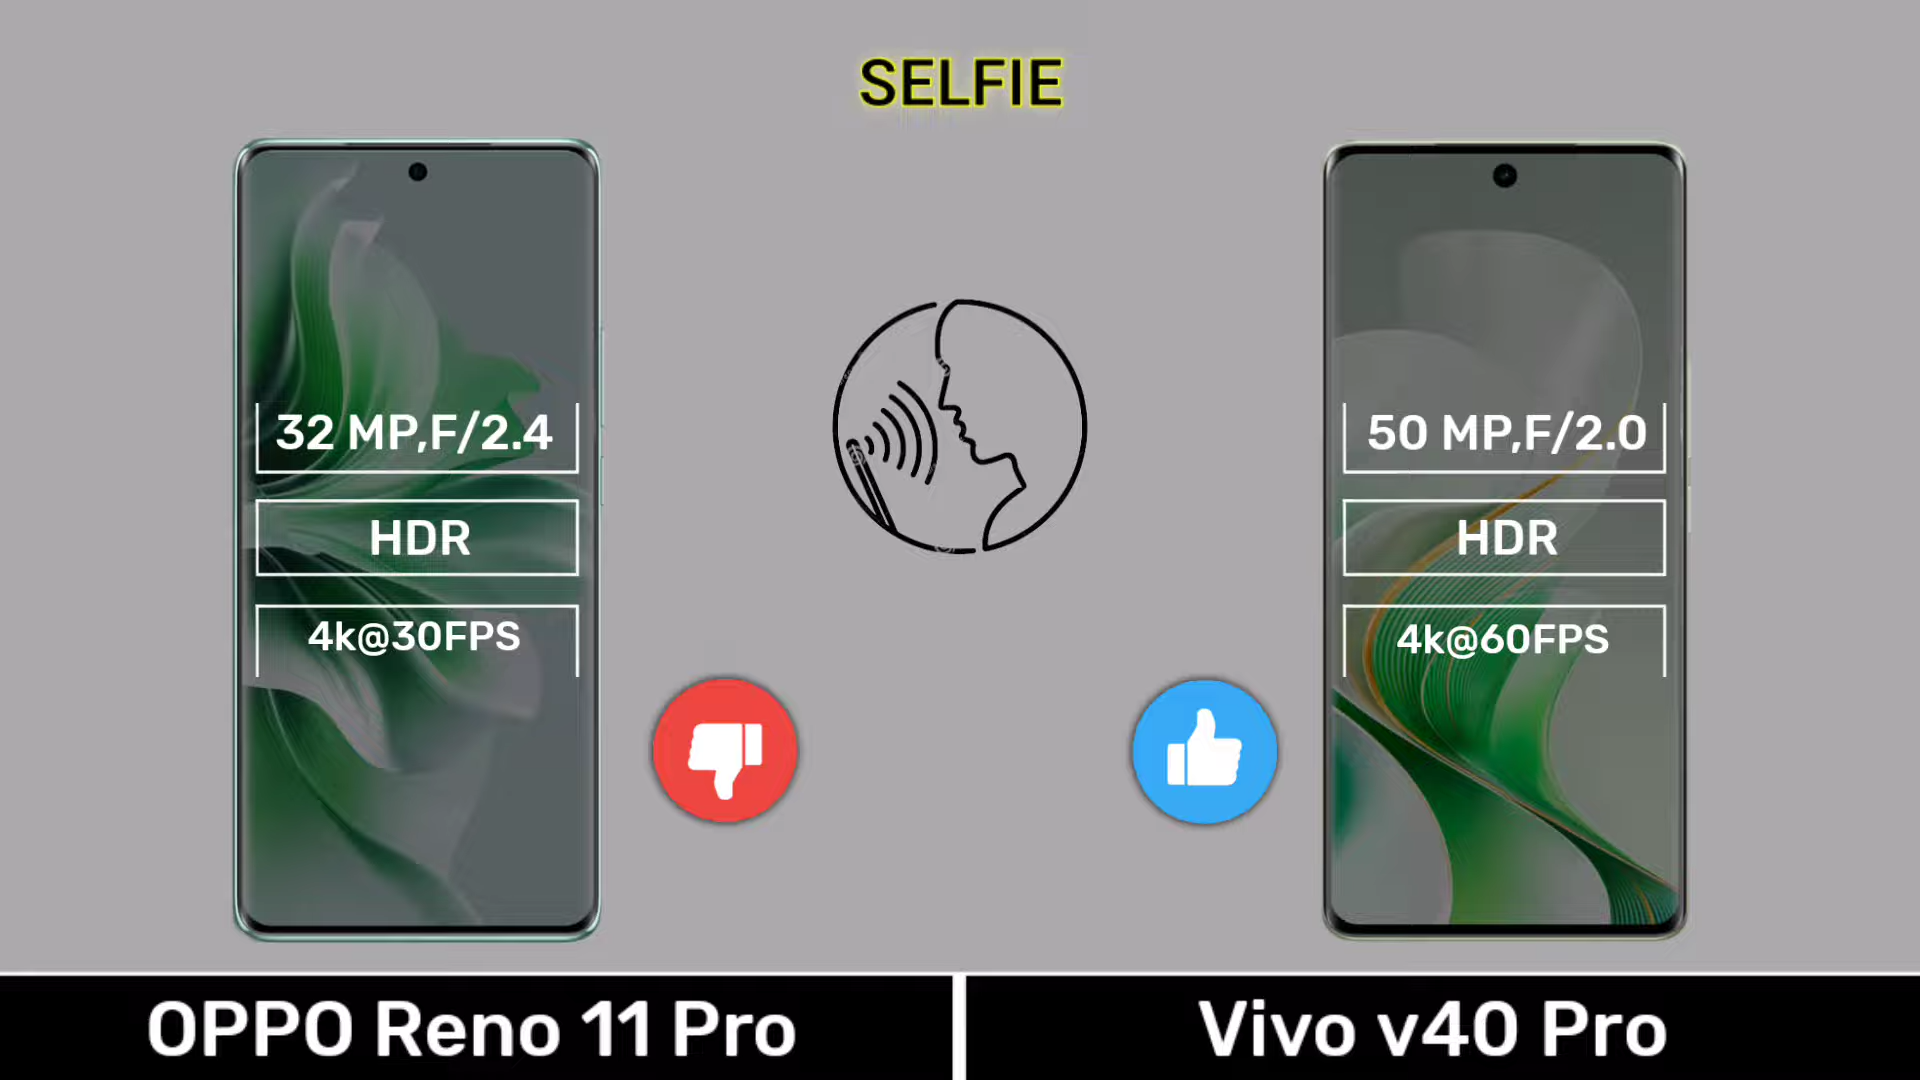 SELFIE
32 MP,F/2.4
HDR
4k@30FPS
50 MP,F/2.0
HDR
4k@60FPS
OPPO Reno 11 Pro
Vivo v40 Pro